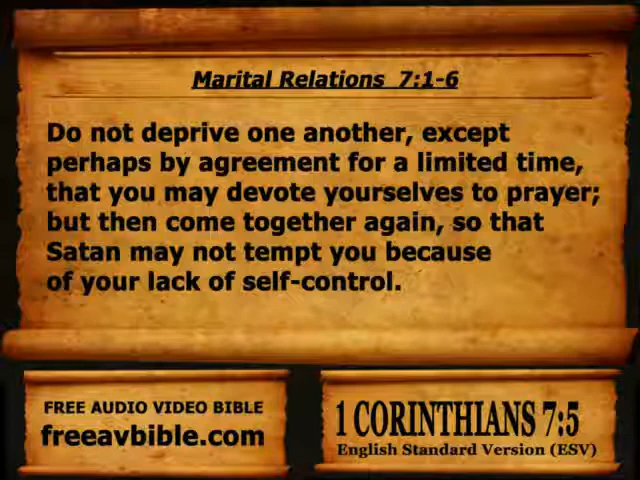 Marital Relations 7:1-6
Do not deprive one another, except
perhaps by agreement for a limited time,
that you may devote yourselves to prayer;
but then come together again, so that
Satan may not tempt you because
of your lack of self-control.
FREE AUDIO VIDEO BIBLE
freeavbible.com
1 CORINTHIANS 7:5
English Standard Version (ESV)